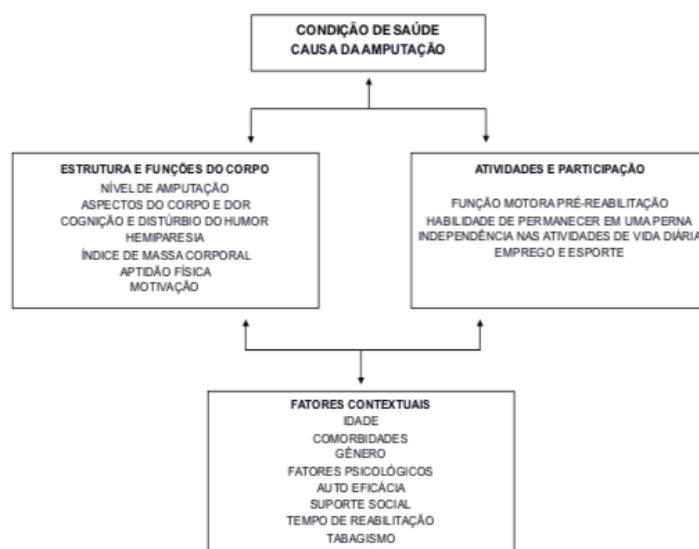 CONDIÇÃO DE SAÚDE
CAUSA DA AMPUTAÇÃO
ESTRUTURA E FUNÇÕES DO CORPO
NÍVEL DE AMPUTAÇÃO
ASPECTOS DO CORPO E DOR
COGNIÇÃO E DISTÚRBIO DO HUMOR
HEMIPARESIA
ÍNDICE DE MASSA CORPORAL
APTIDÃO FÍSICA
MOTIVAÇÃO
ATIVIDADES E PARTICIPAÇÃO
FUNÇÃO MOTORA PRÉ-REABILITAÇÃO
HABILIDADE DE PERMANECER EM UMA PERNA
INDEPENDÊNCIA NAS ATIVIDADES DE VIDA DIÁRIA
EMPREGO E ESPORTE
FATORES CONTEXTUAIS
IDADE
COMORBIDADES
GÊNERO
FATORES PSICOLÓGICOS
AUTO EFICÁCIA
SUPORTE SOCIAL
TEMPO DE REABILITAÇÃO
TABAGISMO